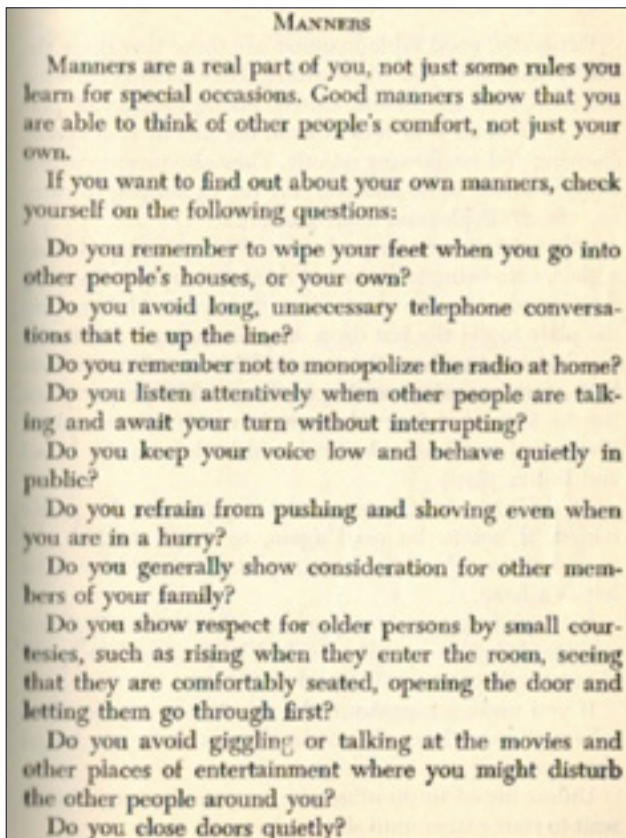 MANNERS
Manners are a real part of you, not just some rules you
learn for special occasions. Good manners show that you
are able to think of other people's comfort, not just your
own.
If you want to find out about your own manners, check
yourself on the following questions:
Do you remember to wipe your feet when you go into
other people's houses, or your own?
Do you avoid long, unnecessary telephone conversa-
tions that tie up the line?
Do you remember not to monopolize the radio at home?
Do you listen attentively when other people are talk-
ing and await your turn without interrupting?
Do you keep your voice low and behave quietly in
public?
Do you refrain from pushing and shoving even when
you are in a hurry?
Do you generally show consideration for other mem-
bers of your family?
Do you show respect for older persons by small cour-
tesies, such as rising when they enter the room, seeing
that they are comfortably seated, opening the door and
letting them go through first?
Do you avoid giggling or talking at the movies and
other places of entertainment where you might disturb
the other people around you?
Do you close doors quietly?